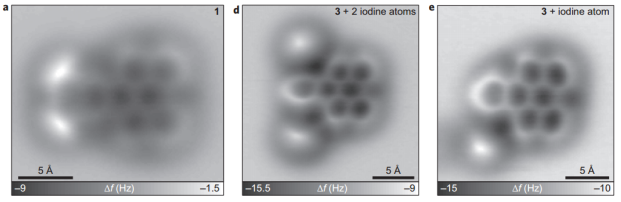 a
1
5 Å
–9
Δf (Hz)
–1.5
d
3 + 2 iodine atoms
5 Å
–15.5
Δf (Hz)
–9
e
3 + iodine atom
5 Å
–15
Δf (Hz)
–10